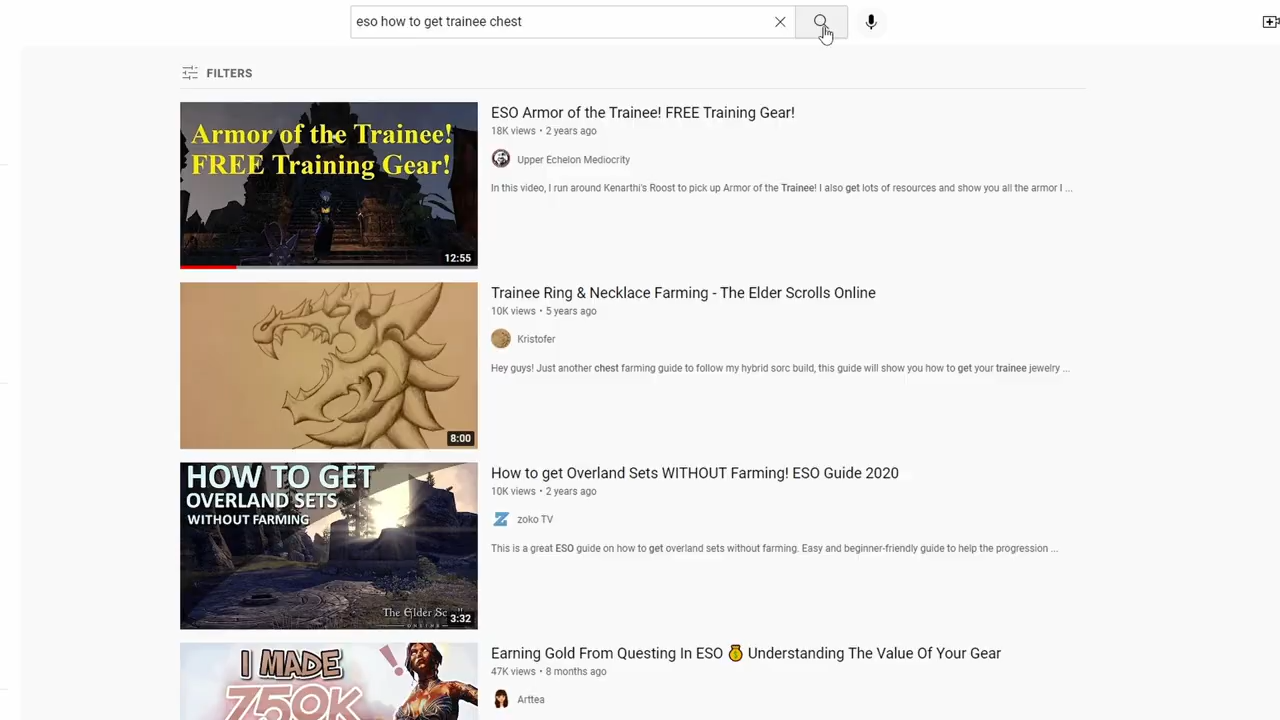 eso how to get trainee chest
FILTERS
Armor of the Trainee!
FREE Training Gear!
12:55
ESO Armor of the Trainee! FREE Training Gear!
18K views • 2 years ago
Upper Echelon Mediocrity
In this video, I run around Kenarthi's Roost to pick up Armor of the Trainee! I also get lots of resources and show you all the armor I ...
8:00
Trainee Ring & Necklace Farming - The Elder Scrolls Online
10K views • 5 years ago
Kristofer
Hey guys! Just another chest farming guide to follow my hybrid sorc build, this guide will show you how to get your trainee jewelry ...
HOW TO GET
OVERLAND SETS
WITHOUT FARMING
The Elder Sc
3:32
How to get Overland Sets WITHOUT Farming! ESO Guide 2020
10K views • 2 years ago
zoko TV
This is a great ESO guide on how to get overland sets without farming. Easy and beginner-friendly guide to help the progression ...
I MADE
750K
Earning Gold From Questing In ESO 💰 Understanding The Value Of Your Gear
47K views • 8 months ago
Arttea